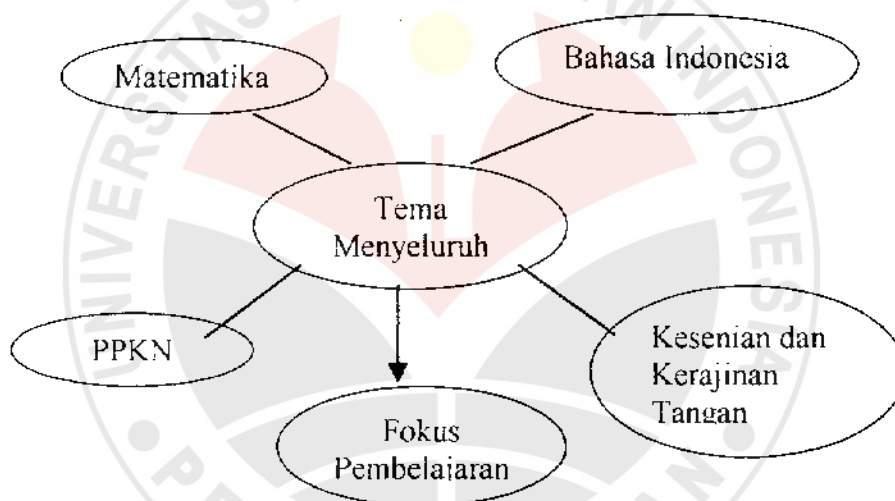 Matematika
Bahasa Indonesia
Tema
Menyeluruh
PPKN
Kesenian dan
Kerajinan
Tangan
Fokus
Pembelajaran